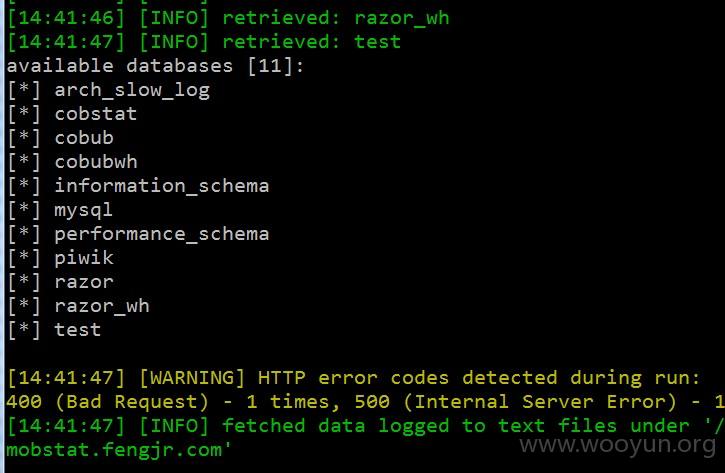 [14:41:46] [INFO] retrieved: razor_wh
[14:41:47] [INFO] retrieved: test
available databases [11]:
[*] arch_slow_log
[*] cobstat
[*] cobub
[*] cobubwh
[*] information_schema
[*] mysql
[*] performance_schema
[*] piwik
[*] razor
[*] razor_wh
[*] test
[14:41:47] [WARNING] HTTP error codes detected during run:
400 (Bad Request) - 1 times, 500 (Internal Server Error) - 1
[14:41:47] [INFO] fetched data logged to text files under '/
mobstat.fengjr.com'
www.wooyun.org